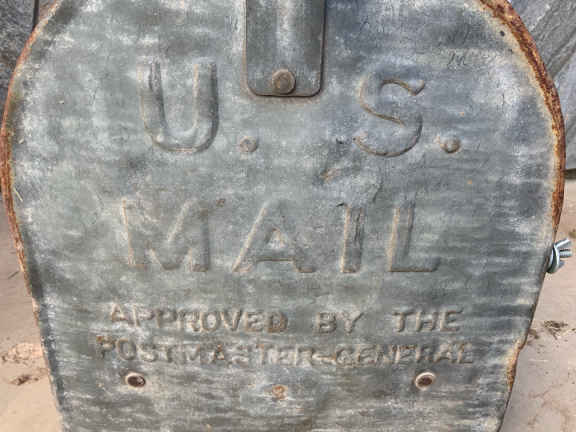 U. S.
MAIL
APPROVED BY THE
POSTMASTER-GENERAL